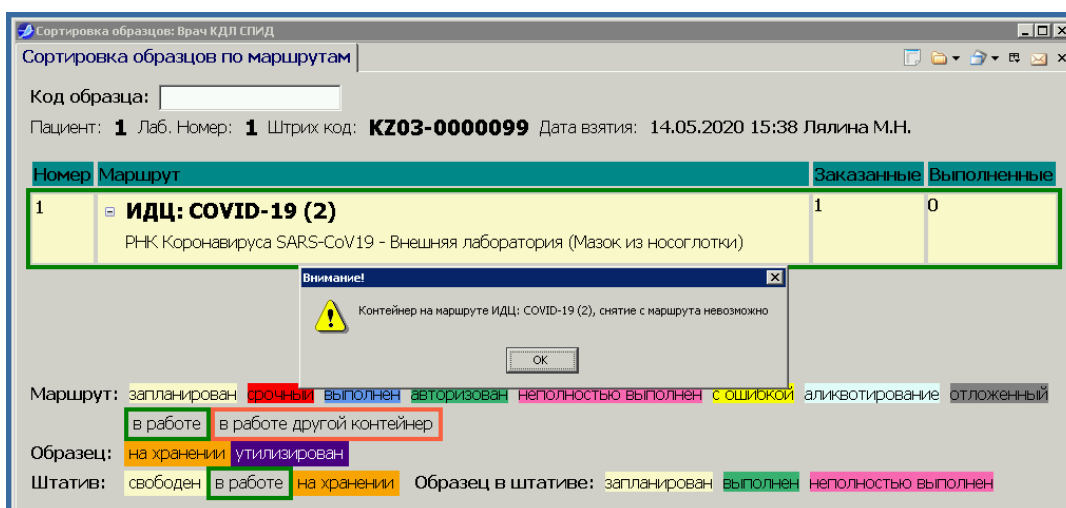 Сортировка образцов: Врач КДЛ СПИД
Сортировка образцов по маршрутам
Код образца:
Пациент: 1 Лаб. Номер: 1 Штрих код: KZ03-0000099 Дата взятия: 14.05.2020 15:38 Лялина М.Н.
Номер Маршрут Заказанные Выполненные
1 ИДЦ: COVID-19 (2) 1 0
РНК Коронавируса SARS-CoV19 - Внешняя лаборатория (Мазок из носоглотки)
Внимание!
Контейнер на маршруте ИДЦ: COVID-19 (2), снятие с маршрута невозможно
OK
Маршрут: запланирован срочный выполнен авторизован неполностью выполнен с ошибкой аликвотирование отложенный
в работе в работе другой контейнер
Образец: на хранении утилизирован
Штатив: свободен в работе на хранении Образец в штативе: запланирован выполнен неполностью выполнен